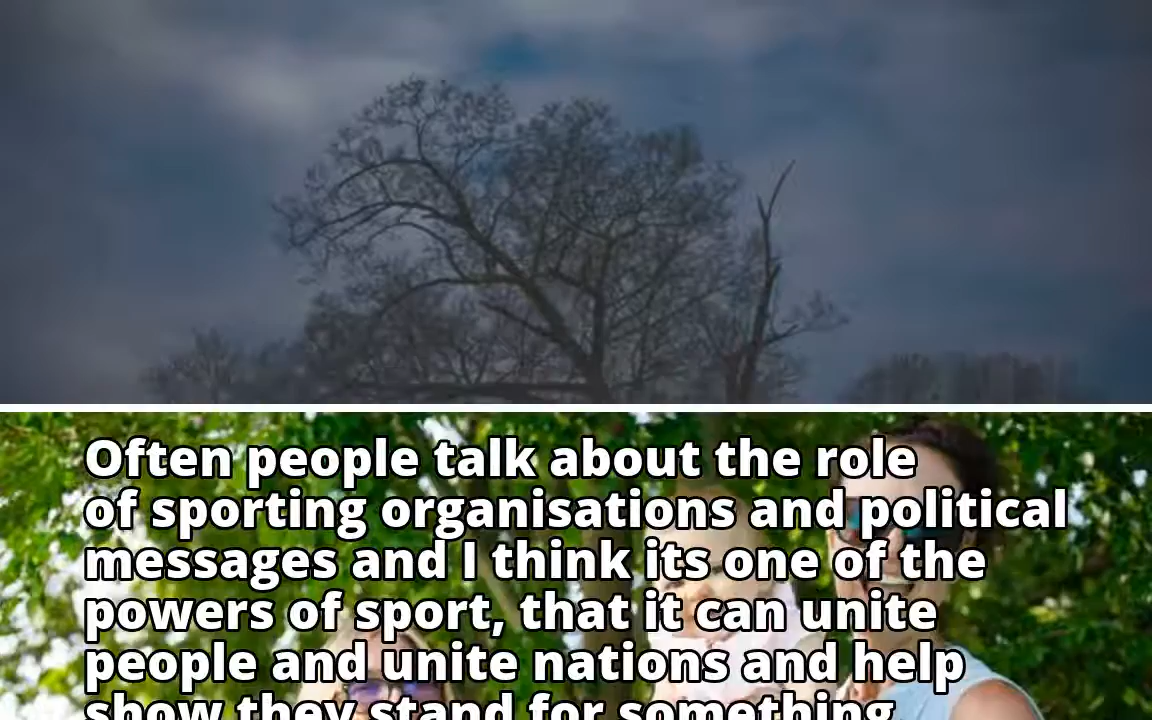 Often people talk about the role
of sporting organisations and political
messages and I think its one of the
powers of sport, that it can unite
people and unite nations and help
show they stand for something.